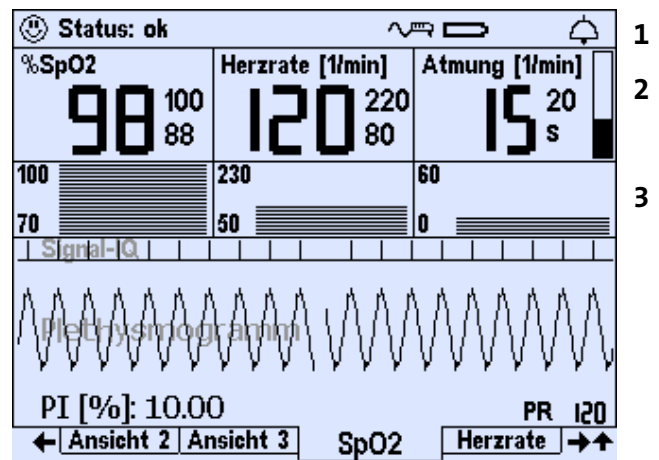 Status: ok
1
%SpO2 Herzrate [1/min] Atmung [1/min]
98 100 88 120 220 80 15 20 s
2
100 230 60
70 50 0
3
Signal-IQ
Plethysmogramm
PI [%]: 10.00 PR 120
Ansicht 2 Ansicht 3 SpO2 Herzrate